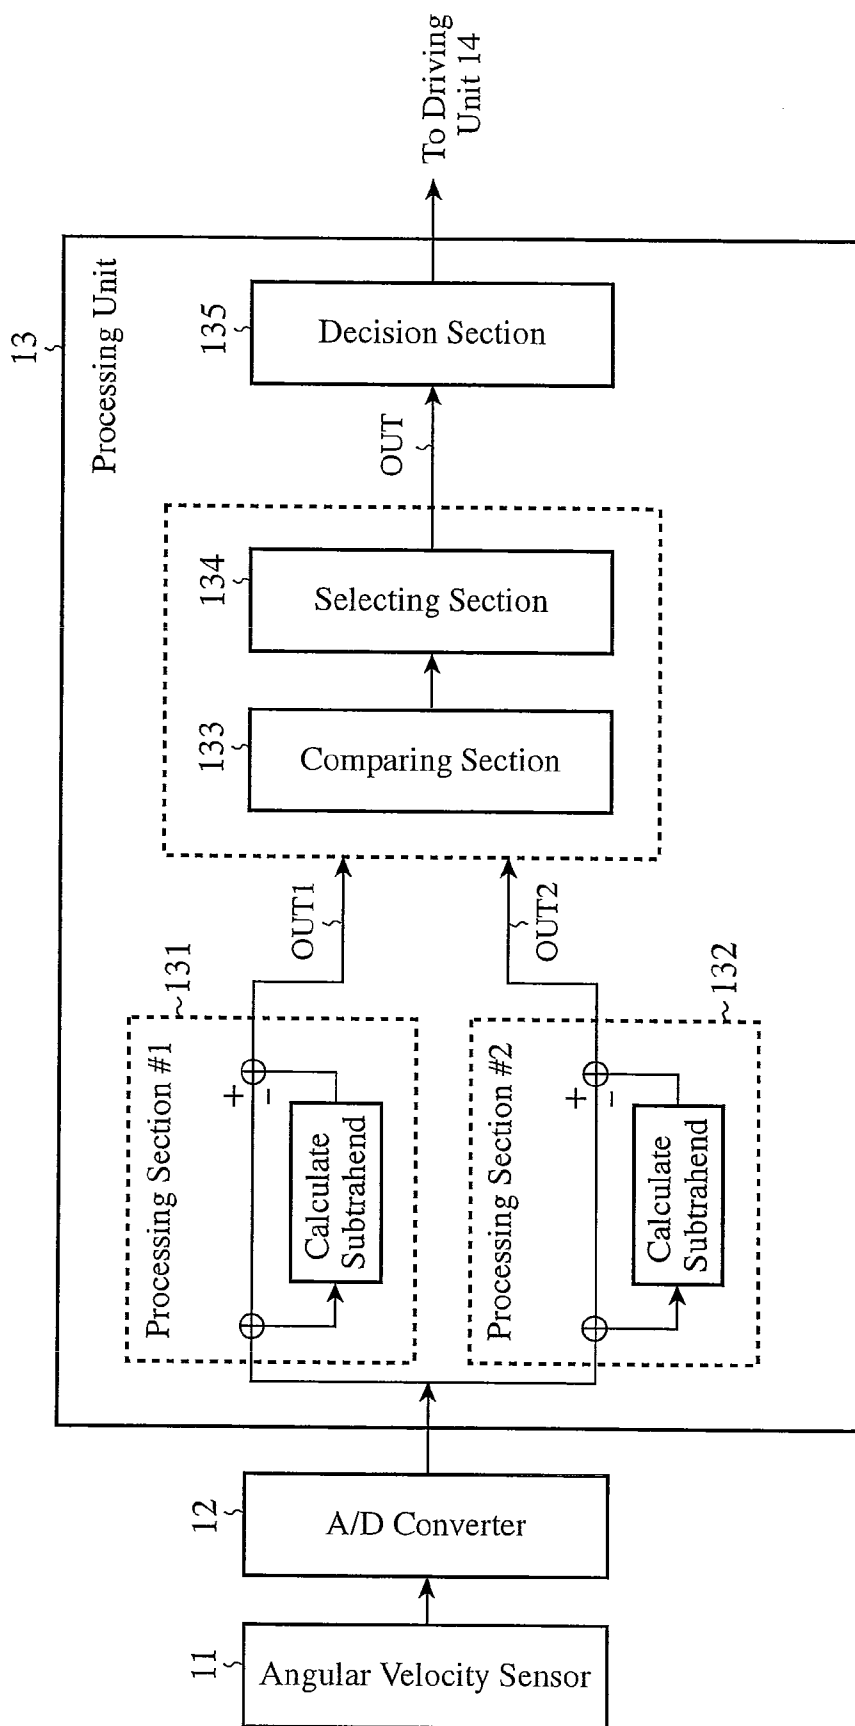 11
Angular Velocity Sensor
12
A/D Converter
13
Processing Unit
Processing Section #1
131
+
−
Calculate
Subtrahend
OUT1
Processing Section #2
132
+
−
Calculate
Subtrahend
OUT2
133
Comparing Section
134
Selecting Section
OUT
135
Decision Section
To Driving
Unit 14